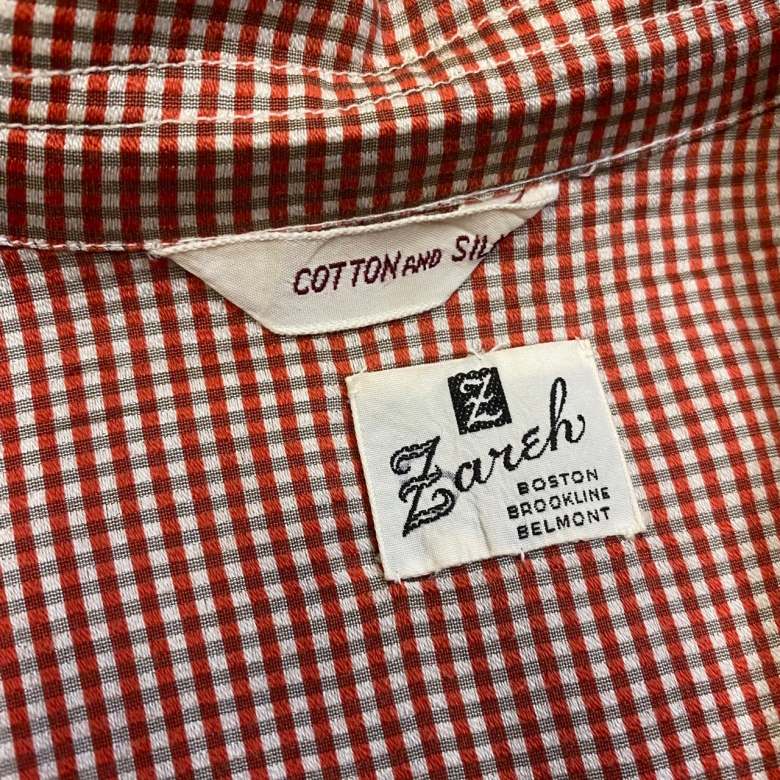 COTTON AND SIL
Z
Zareh
BOSTON
BROOKLINE
BELMONT